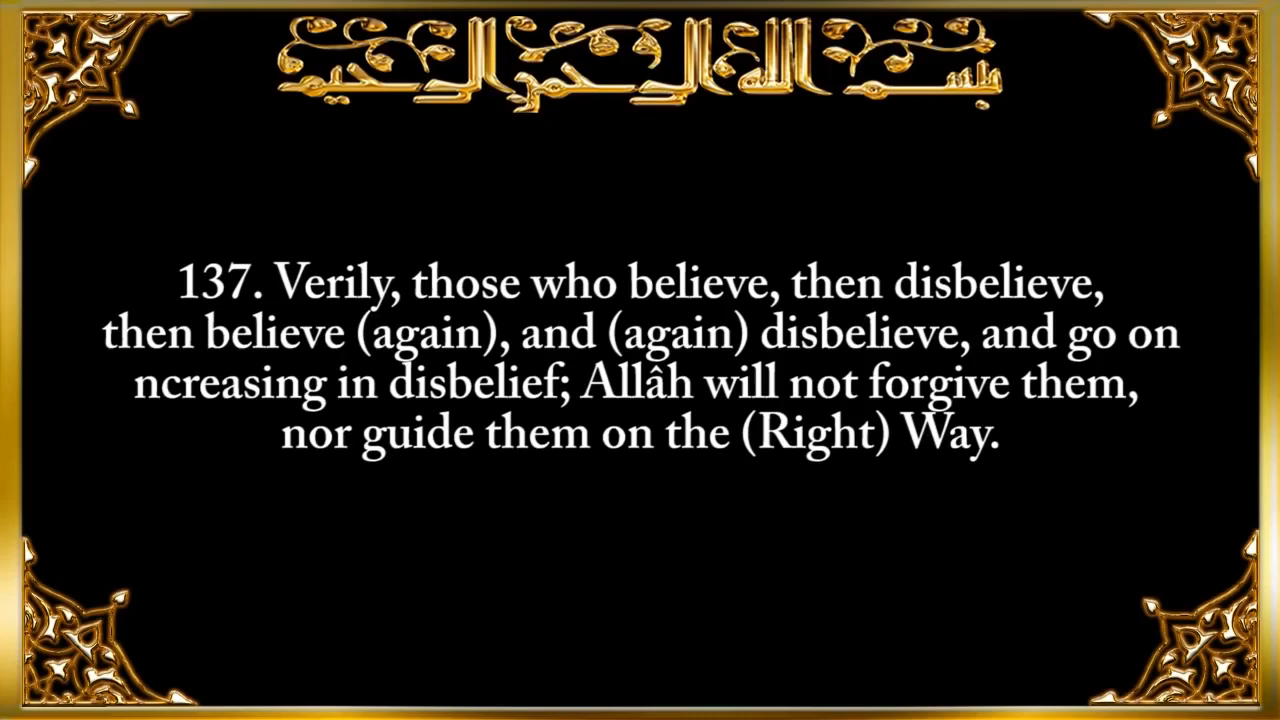 بسم الله الرحمن الرحيم
137. Verily, those who believe, then disbelieve,
then believe (again), and (again) disbelieve, and go on
ncreasing in disbelief; Allâh will not forgive them,
nor guide them on the (Right) Way.